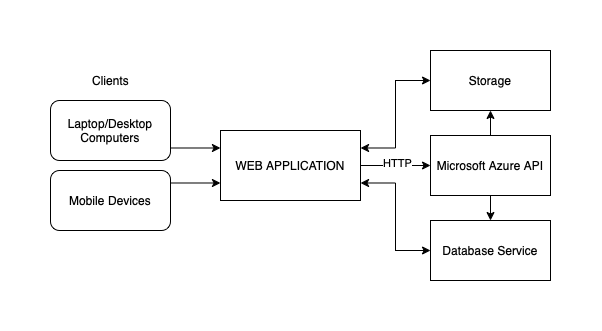 Clients
Laptop/Desktop
Computers
Mobile Devices
WEB APPLICATION
HTTP
Storage
Microsoft Azure API
Database Service